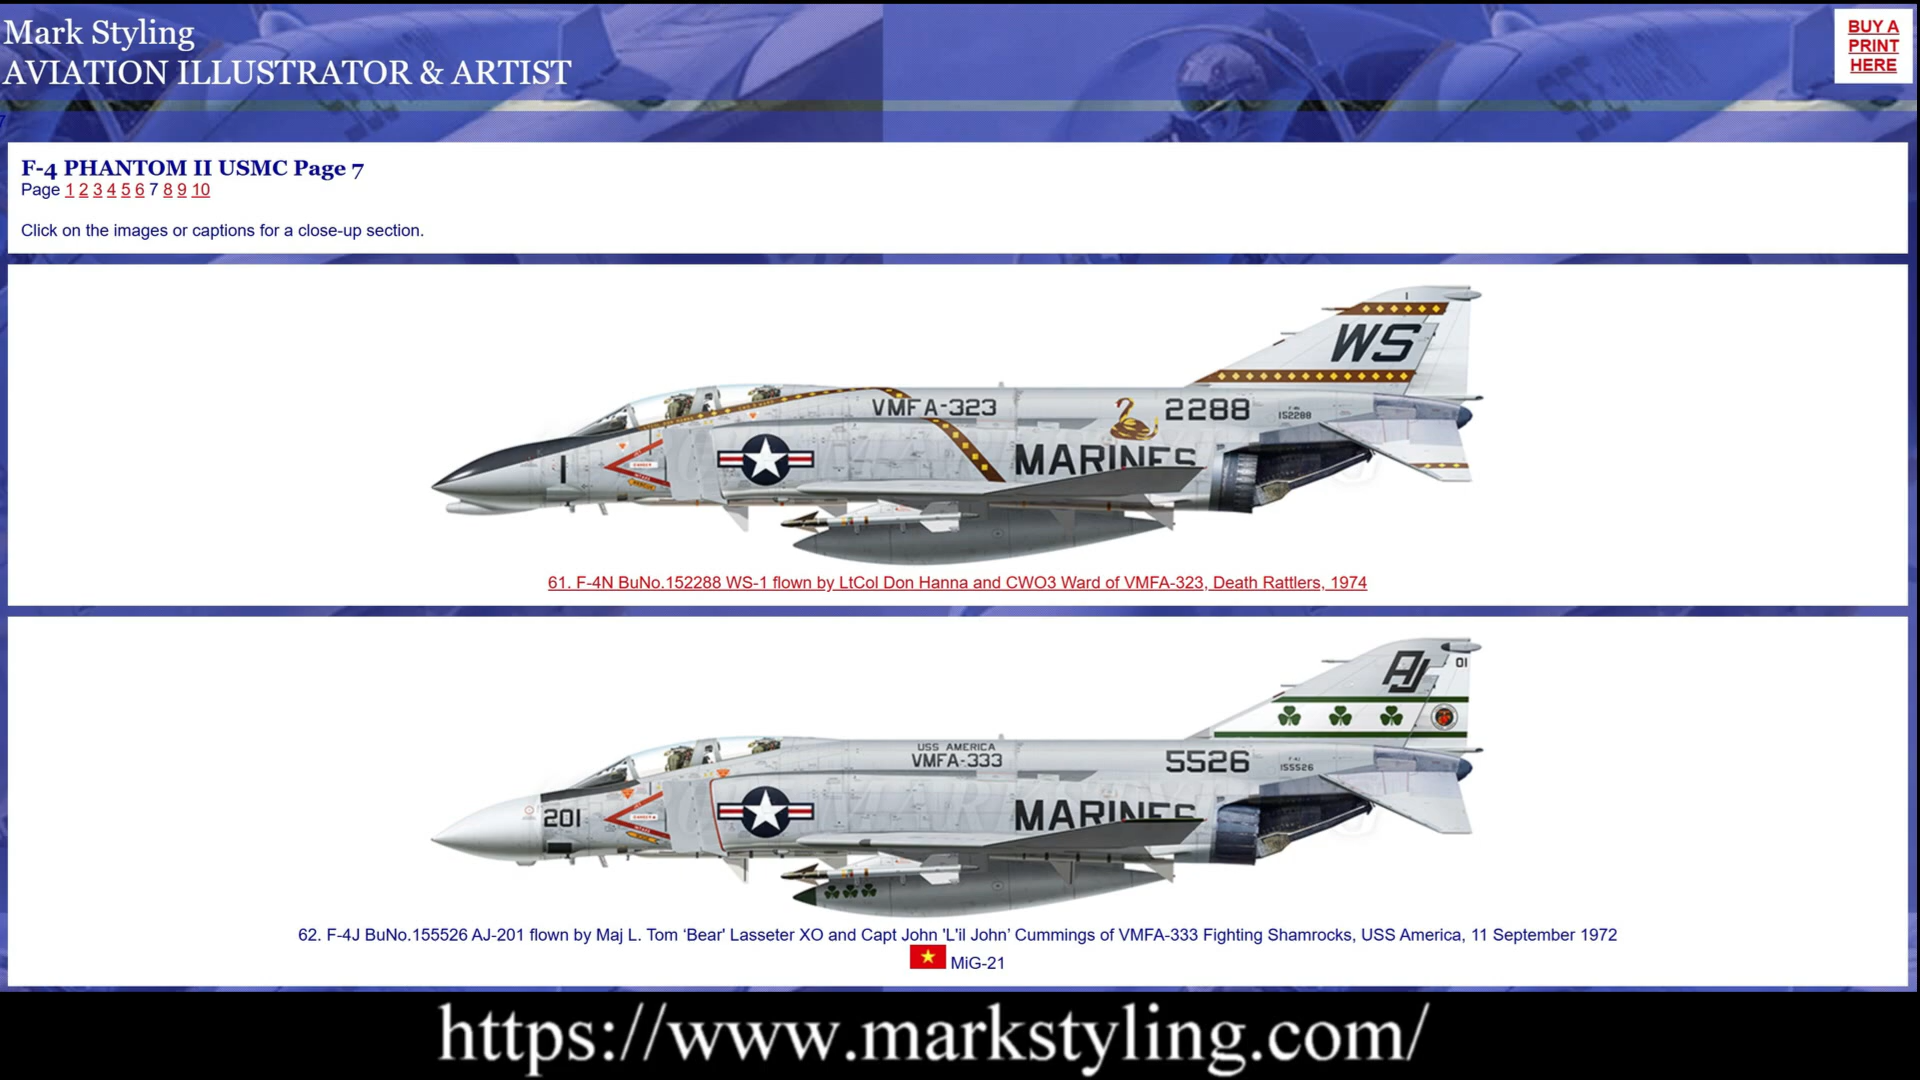 Mark Styling
AVIATION ILLUSTRATOR & ARTIST
BUY A
PRINT
HERE
7
F-4 PHANTOM II USMC Page 7
Page 1 2 3 4 5 6 7 8 9 10
Click on the images or captions for a close-up section.
WS
VMFA-323
2288
152288
MARINES
61. F-4N BuNo.152288 WS-1 flown by LtCol Don Hanna and CWO3 Ward of VMFA-323, Death Rattlers, 1974
AJ
01
USS AMERICA
VMFA-333
5526
F-4J
155526
201
DANGER
MARINES
62. F-4J BuNo.155526 AJ-201 flown by Maj L. Tom ‘Bear' Lasseter XO and Capt John 'L'il John’ Cummings of VMFA-333 Fighting Shamrocks, USS America, 11 September 1972
MiG-21
https://www.markstyling.com/